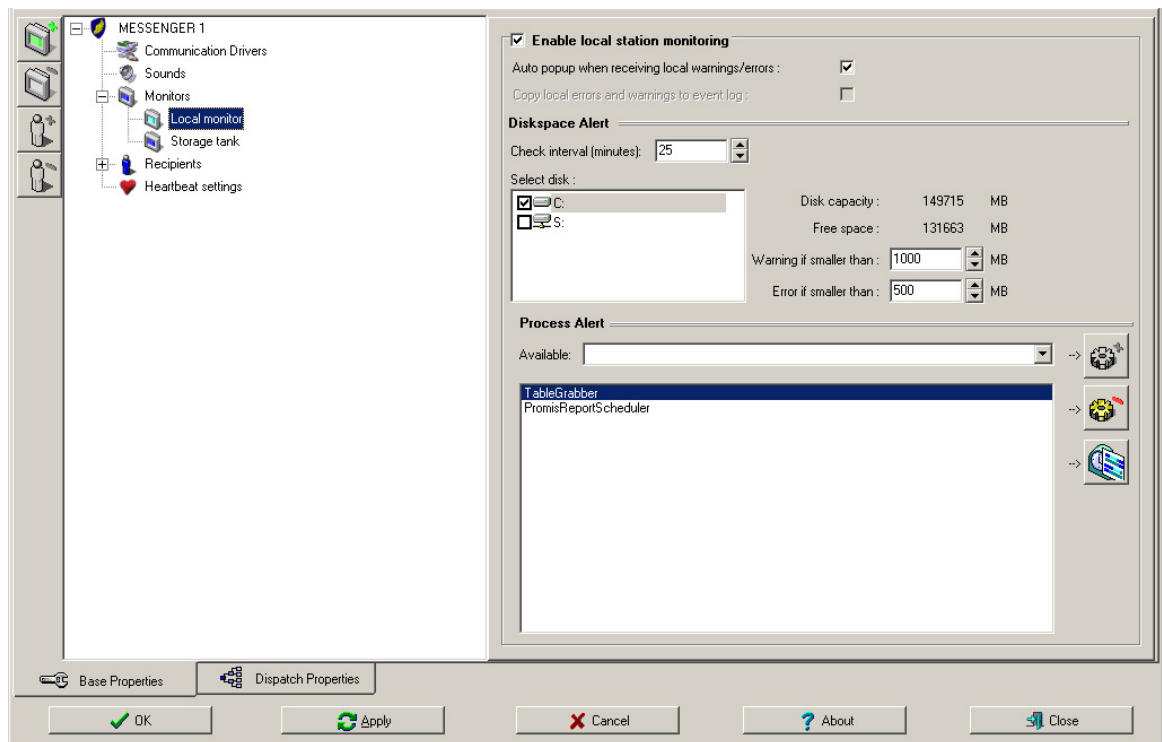 MESSENGER 1
Communication Drivers
Sounds
Monitors
Local monitor
Storage tank
Recipients
Heartbeat settings
Enable local station monitoring
Auto popup when receiving local warnings/errors :
Copy local errors and warnings to event log :
Diskspace Alert
Check interval (minutes): 25
Select disk :
C:
S:
Disk capacity : 149715 MB
Free space : 131663 MB
Warning if smaller than : 1000 MB
Error if smaller than : 500 MB
Process Alert
Available: -->
TableGrabber
PromisReportScheduler
-->
-->
Base Properties
Dispatch Properties
OK
Apply
Cancel
? About
Close